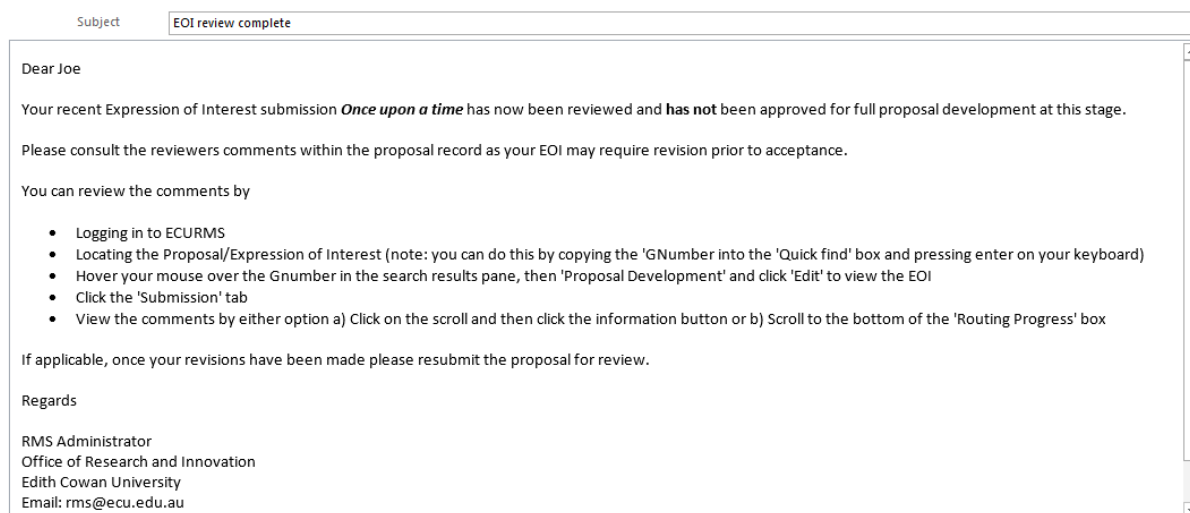 Subject EOI review complete
Dear Joe
Your recent Expression of Interest submission Once upon a time has now been reviewed and has not been approved for full proposal development at this stage.
Please consult the reviewers comments within the proposal record as your EOI may require revision prior to acceptance.
You can review the comments by
• Logging in to ECURMS
• Locating the Proposal/Expression of Interest (note: you can do this by copying the 'GNumber into the 'Quick find' box and pressing enter on your keyboard)
• Hover your mouse over the Gnumber in the search results pane, then 'Proposal Development' and click 'Edit' to view the EOI
• Click the 'Submission' tab
• View the comments by either option a) Click on the scroll and then click the information button or b) Scroll to the bottom of the 'Routing Progress' box
If applicable, once your revisions have been made please resubmit the proposal for review.
Regards
RMS Administrator
Office of Research and Innovation
Edith Cowan University
Email: rms@ecu.edu.au